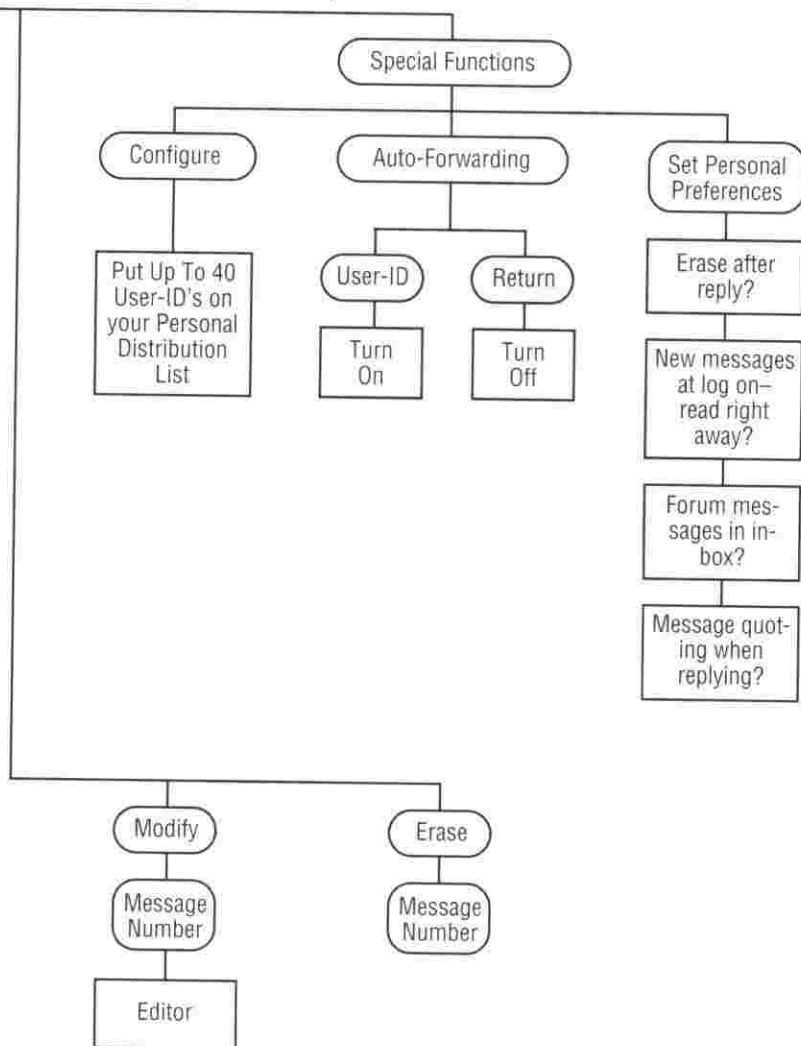 Special Functions
Configure
Auto-Forwarding
Set Personal
Preferences
Put Up To 40
User-ID's on
your Personal
Distribution
List
User-ID
Return
Turn
On
Turn
Off
Erase after
reply?
New messages
at log on–
read right
away?
Forum mes-
sages in in-
box?
Message quot-
ing when
replying?
Modify
Erase
Message
Number
Message
Number
Editor